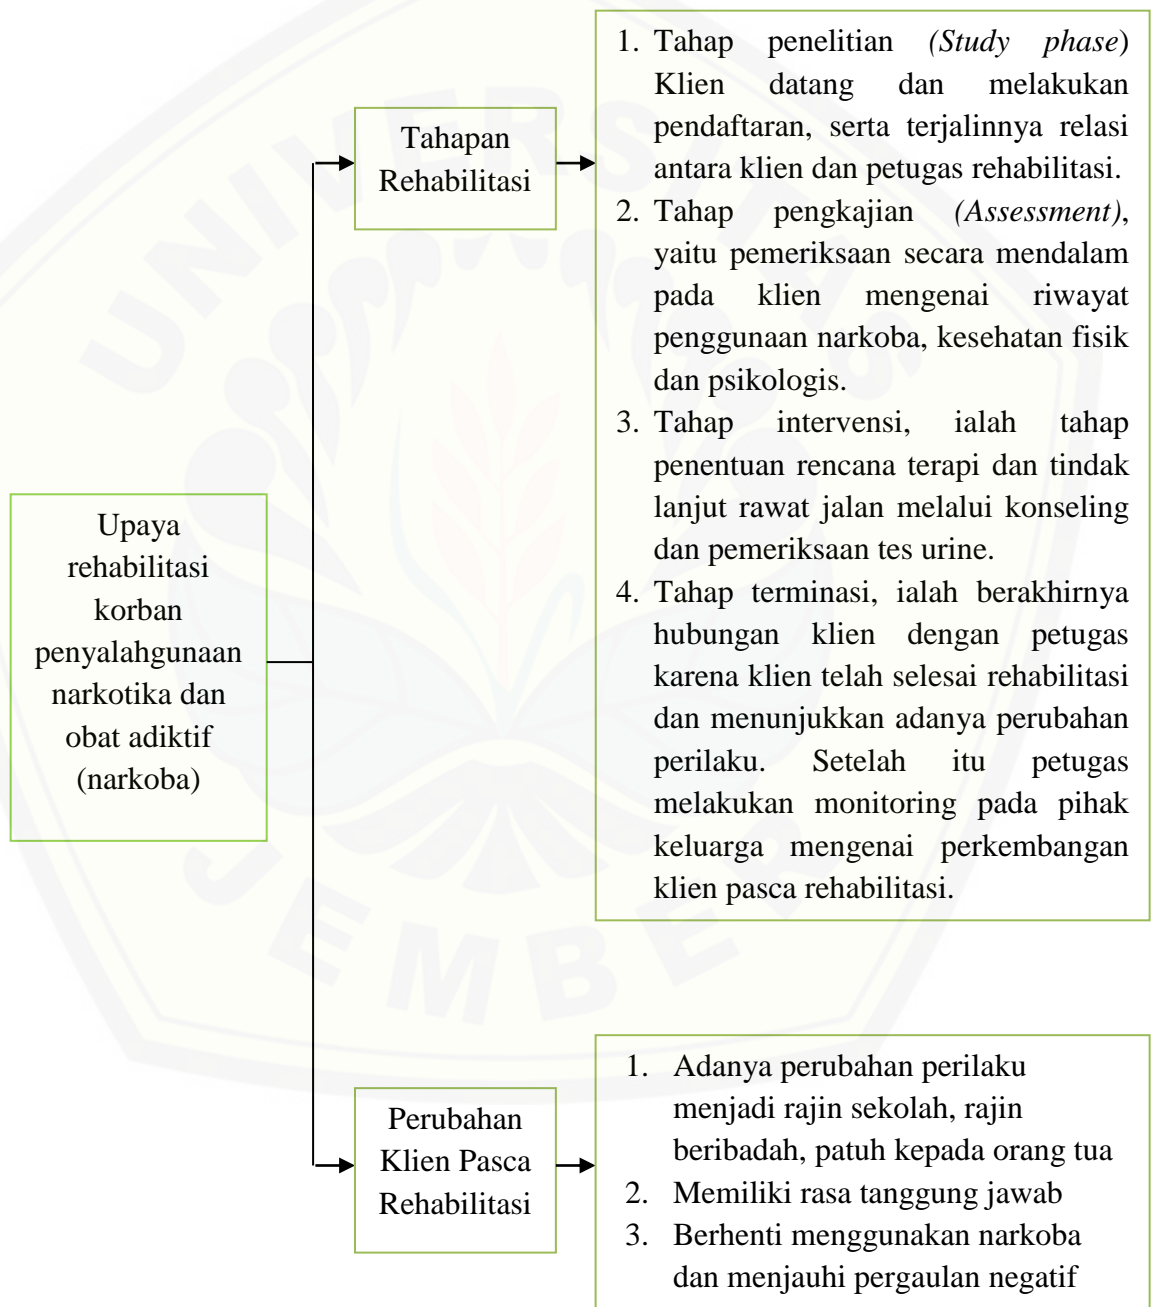 Upaya
rehabilitasi
korban
penyalahgunaan
narkotika dan
obat adiktif
(narkoba)
Tahapan
Rehabilitasi
1. Tahap penelitian (Study phase)
Klien datang dan melakukan
pendaftaran, serta terjalinnya relasi
antara klien dan petugas rehabilitasi.
2. Tahap pengkajian (Assessment),
yaitu pemeriksaan secara mendalam
pada klien mengenai riwayat
penggunaan narkoba, kesehatan fisik
dan psikologis.
3. Tahap intervensi, ialah tahap
penentuan rencana terapi dan tindak
lanjut rawat jalan melalui konseling
dan pemeriksaan tes urine.
4. Tahap terminasi, ialah berakhirnya
hubungan klien dengan petugas
karena klien telah selesai rehabilitasi
dan menunjukkan adanya perubahan
perilaku. Setelah itu petugas
melakukan monitoring pada pihak
keluarga mengenai perkembangan
klien pasca rehabilitasi.
Perubahan
Klien Pasca
Rehabilitasi
1. Adanya perubahan perilaku
menjadi rajin sekolah, rajin
beribadah, patuh kepada orang tua
2. Memiliki rasa tanggung jawab
3. Berhenti menggunakan narkoba
dan menjauhi pergaulan negatif
UNIVERSITAS
JEMBER